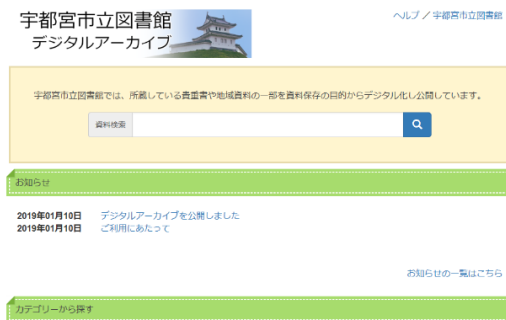 宇都宮市立図書館
デジタルアーカイブ
ヘルプ / 宇都宮市立図書館
宇都宮市立図書館では、所蔵している貴重書や地域資料の一部を資料保存の目的からデジタル化し公開しています。
資料検索
お知らせ
2019年01月10日 デジタルアーカイブを公開しました
2019年01月10日 ご利用にあたって
お知らせの一覧はこちら
カテゴリーから探す